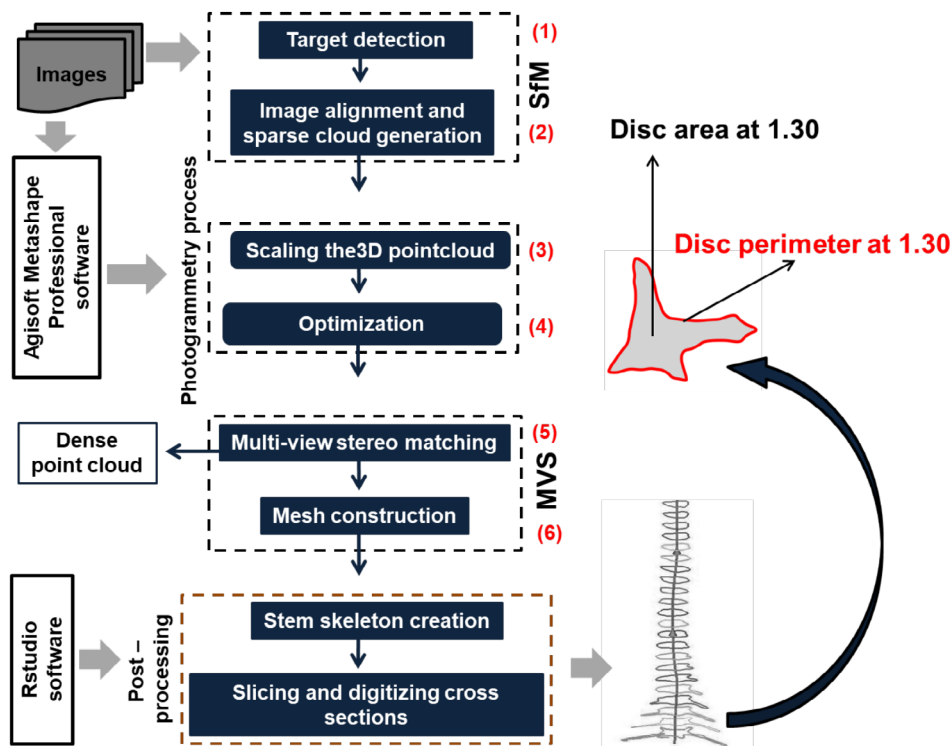 Images
Target detection
(1)
Image alignment and
sparse cloud generation
(2)
SfM
Agisoft Metashape
Professional
software
Photogrammetry process
Scaling the3D pointcloud
(3)
Optimization
(4)
Dense
point cloud
Multi-view stereo matching
(5)
Mesh construction
(6)
MVS
Rstudio
software
Post –
processing
Stem skeleton creation
Slicing and digitizing cross
sections
Disc area at 1.30
Disc perimeter at 1.30